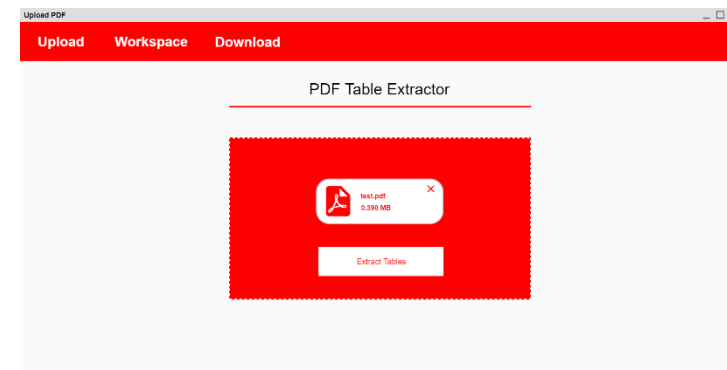 Upload PDF
Upload Workspace Download
PDF Table Extractor
test.pdf
0.390 MB
Extract Tables